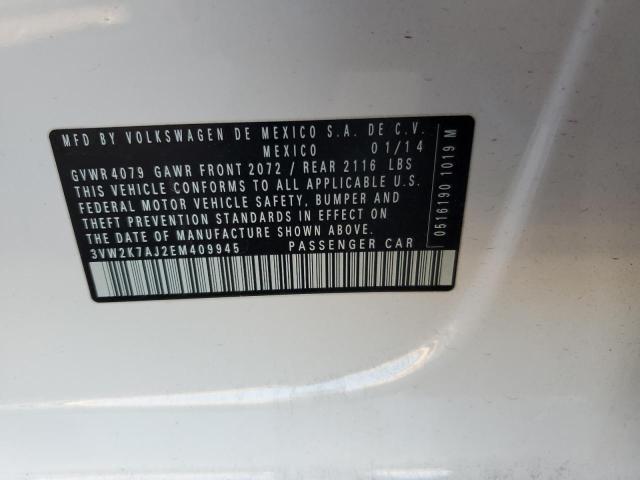 MFD BY VOLKSWAGEN DE MEXICO S.A. DE C.V.
MEXICO 01/14
GVWR 4079 GAWR FRONT 2072 / REAR 2116 LBS
THIS VEHICLE CONFORMS TO ALL APPLICABLE U.S.
FEDERAL MOTOR VEHICLE SAFETY, BUMPER AND
THEFT PREVENTION STANDARDS IN EFFECT ON
THE DATE OF MANUFACTURE SHOWN ABOVE.
3VW2K7AJ2EM409945 PASSENGER CAR
0516190 1019 M